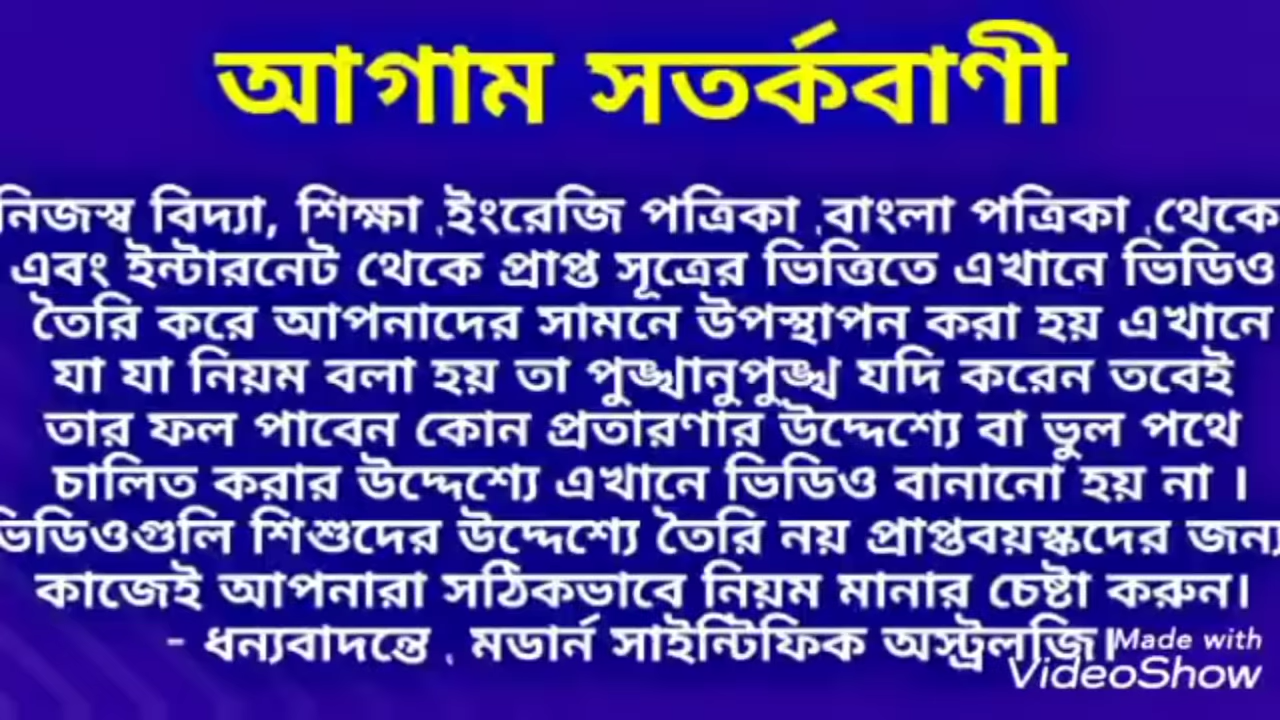 আগাম সতর্কবাণী
নিজস্ব বিদ্যা, শিক্ষা ,ইংরেজি পত্রিকা ,বাংলা পত্রিকা ,থেকে
এবং ইন্টারনেট থেকে প্রাপ্ত সূত্রের ভিত্তিতে এখানে ভিডিও
তৈরি করে আপনাদের সামনে উপস্থাপন করা হয় এখানে
যা যা নিয়ম বলা হয় তা পুঙ্খানুপুঙ্খ যদি করেন তবেই
তার ফল পাবেন কোন প্রতারণার উদ্দেশ্যে বা ভুল পথে
চালিত করার উদ্দেশ্যে এখানে ভিডিও বানানো হয় না ।
ভিডিওগুলি শিশুদের উদ্দেশ্যে তৈরি নয় প্রাপ্তবয়স্কদের জন্য
কাজেই আপনারা সঠিকভাবে নিয়ম মানার চেষ্টা করুন।
- ধন্যবাদন্তে , মডার্ন সাইন্টিফিক অস্ট্রলজি।
Made with
VideoShow